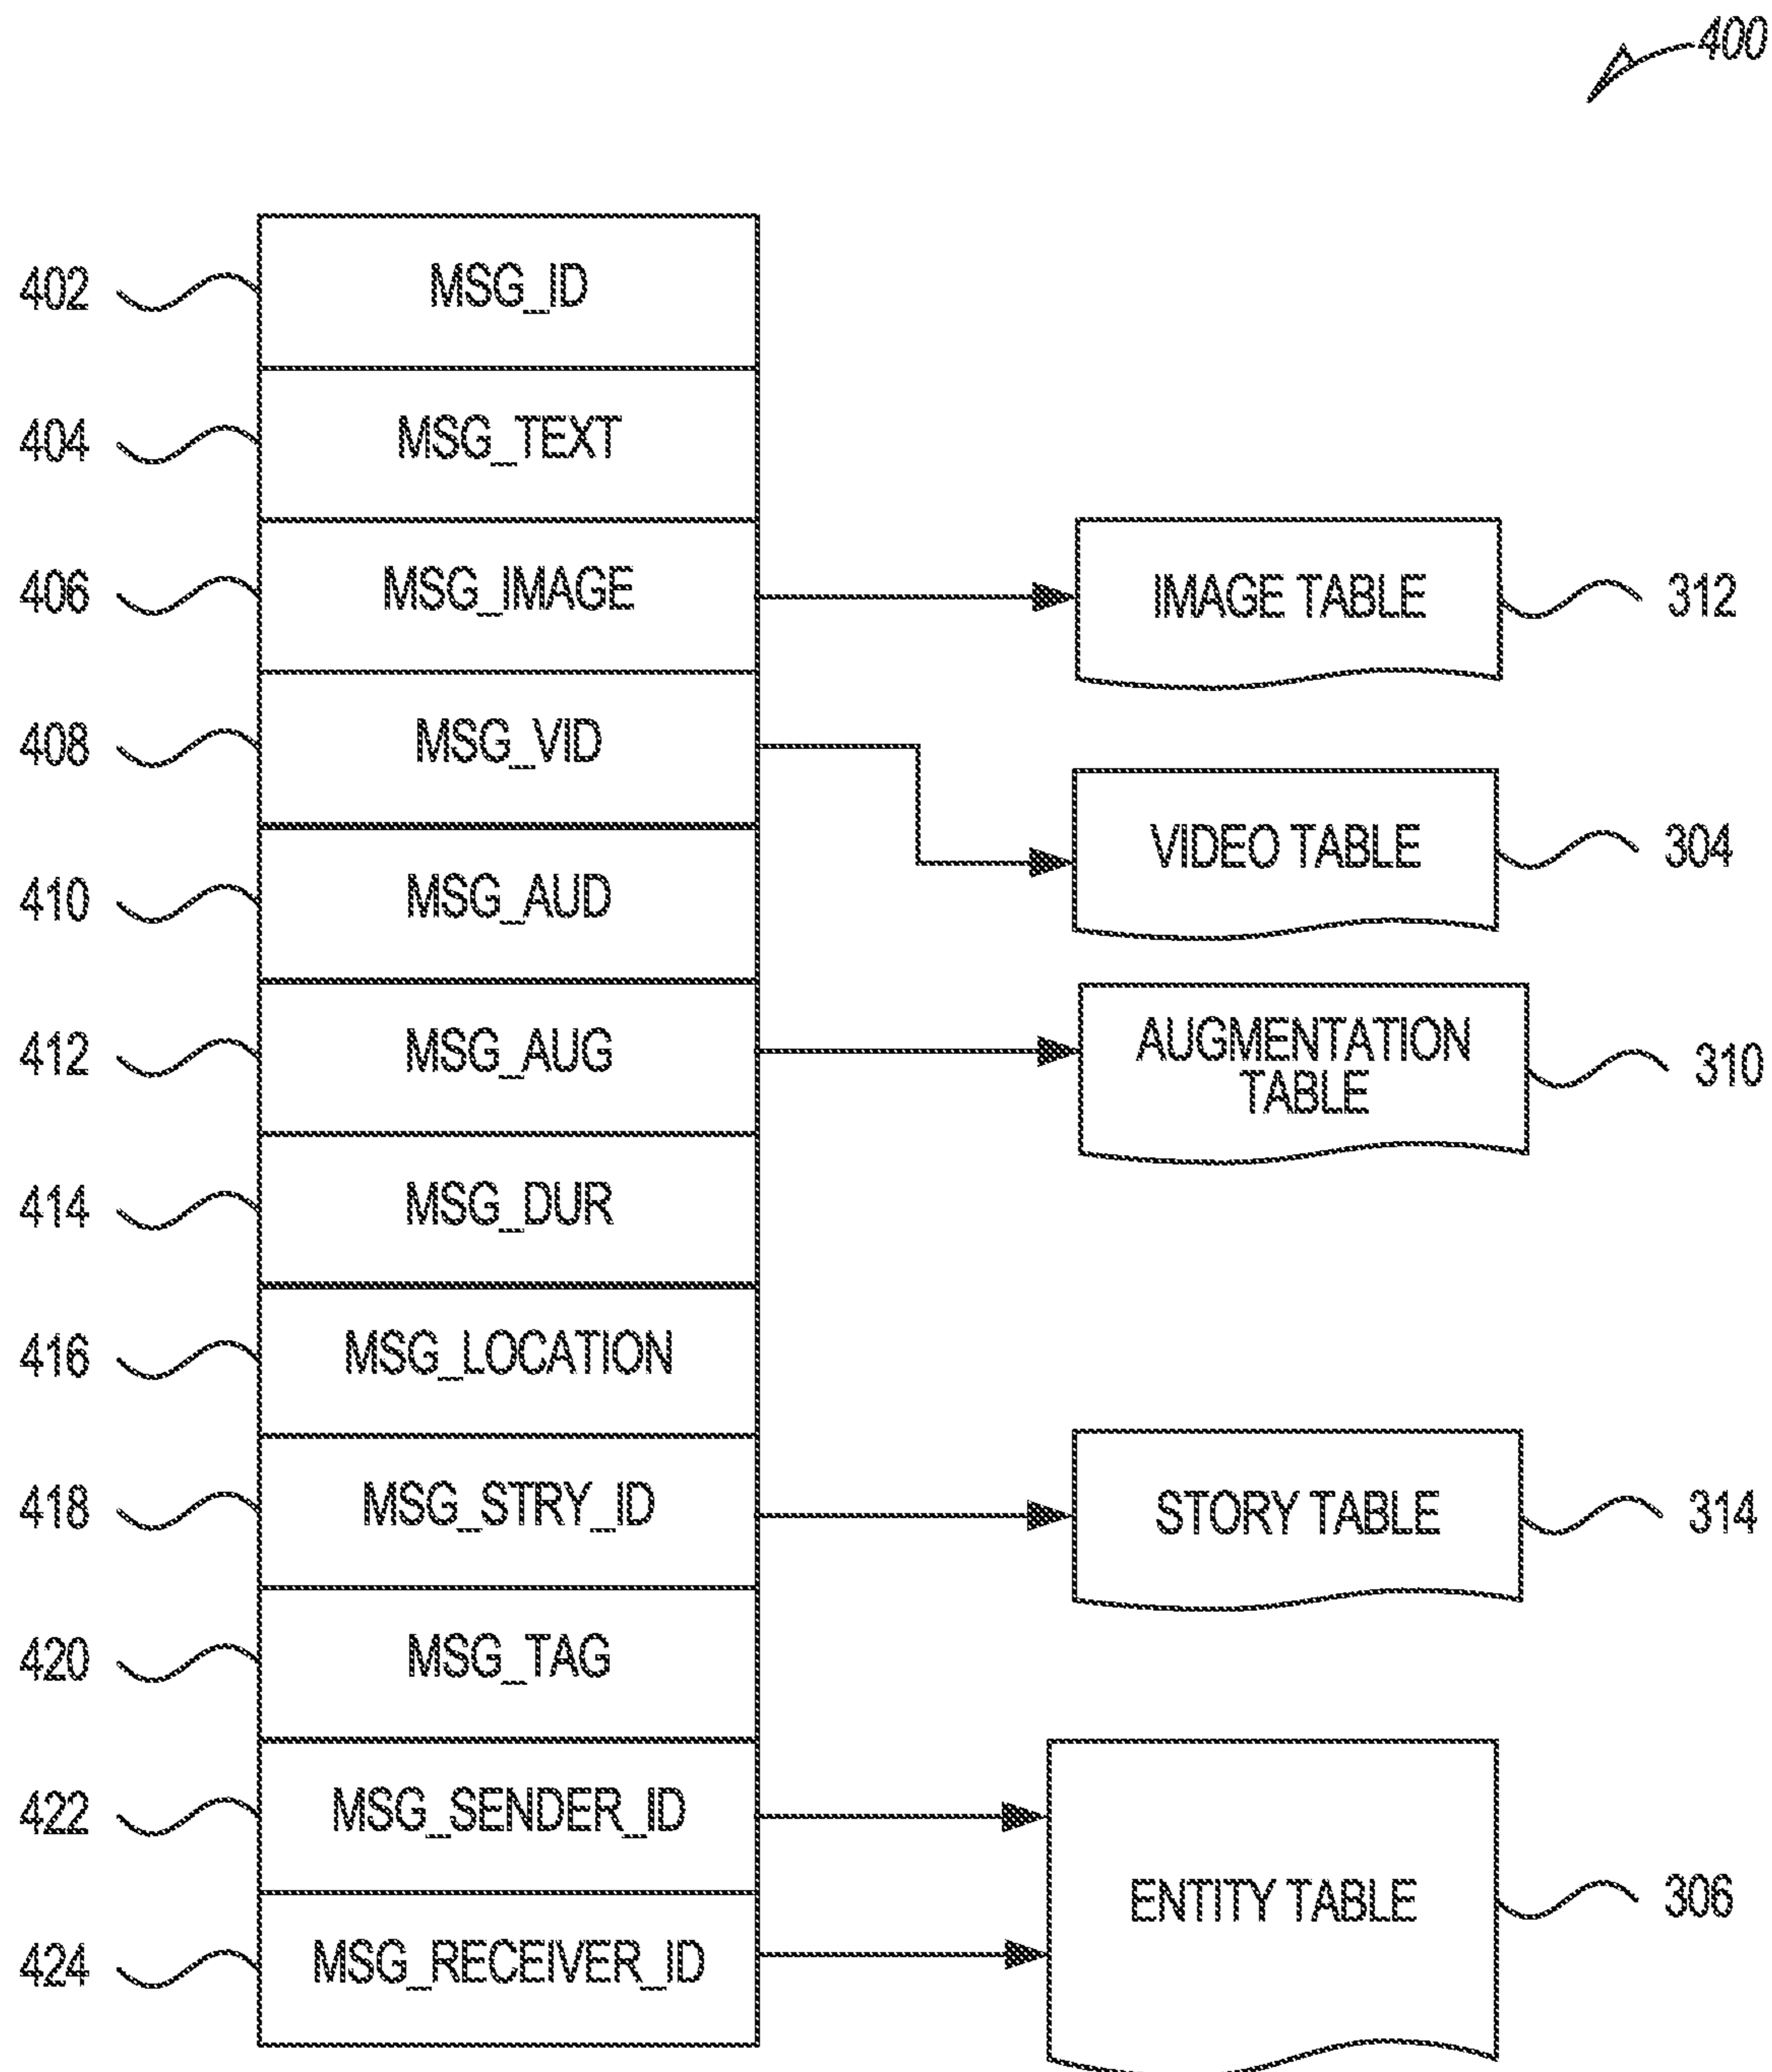 400
402 MSG_ID
404 MSG_TEXT
406 MSG_IMAGE IMAGE TABLE 312
408 MSG_VID VIDEO TABLE 304
410 MSG_AUD
412 MSG_AUG AUGMENTATION
TABLE 310
414 MSG_DUR
416 MSG_LOCATION
418 MSG_STRY_ID STORY TABLE 314
420 MSG_TAG
422 MSG_SENDER_ID
ENTITY TABLE 306
424 MSG_RECEIVER_ID